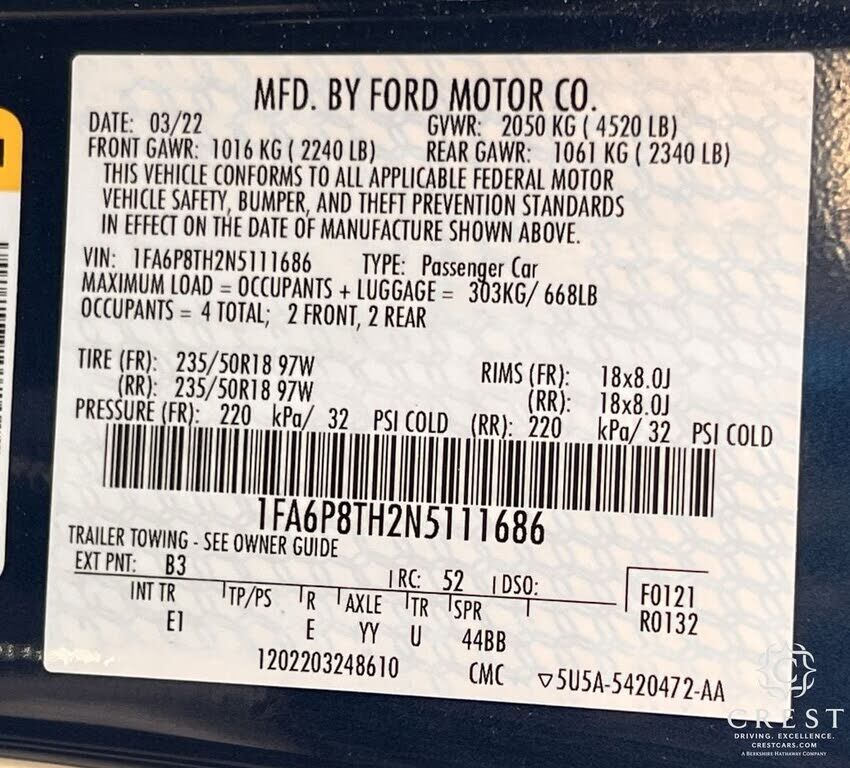 MFD. BY FORD MOTOR CO.
DATE: 03/22 GVWR: 2050 KG ( 4520 LB)
FRONT GAWR: 1016 KG ( 2240 LB) REAR GAWR: 1061 KG ( 2340 LB)
THIS VEHICLE CONFORMS TO ALL APPLICABLE FEDERAL MOTOR
VEHICLE SAFETY, BUMPER, AND THEFT PREVENTION STANDARDS
IN EFFECT ON THE DATE OF MANUFACTURE SHOWN ABOVE.
VIN: 1FA6P8TH2N5111686 TYPE: Passenger Car
MAXIMUM LOAD = OCCUPANTS + LUGGAGE = 303KG/ 668LB
OCCUPANTS = 4 TOTAL; 2 FRONT, 2 REAR
TIRE (FR): 235/50R18 97W RIMS (FR): 18x8.0J
(RR): 235/50R18 97W (RR): 18x8.0J
PRESSURE (FR): 220 kPa/ 32 PSI COLD (RR): 220 kPa/ 32 PSI COLD
1FA6P8TH2N5111686
TRAILER TOWING - SEE OWNER GUIDE
EXT PNT: B3 RC: 52 DSO: F0121
INT TR TP/PS R AXLE TR SPR R0132
E1 E YY U 44BB
1202203248610 CMC ▽5U5A-5420472-AA
CREST
DRIVING. EXCELLENCE.
CRESTCARS.COM
A BERKSHIRE HATHAWAY COMPANY